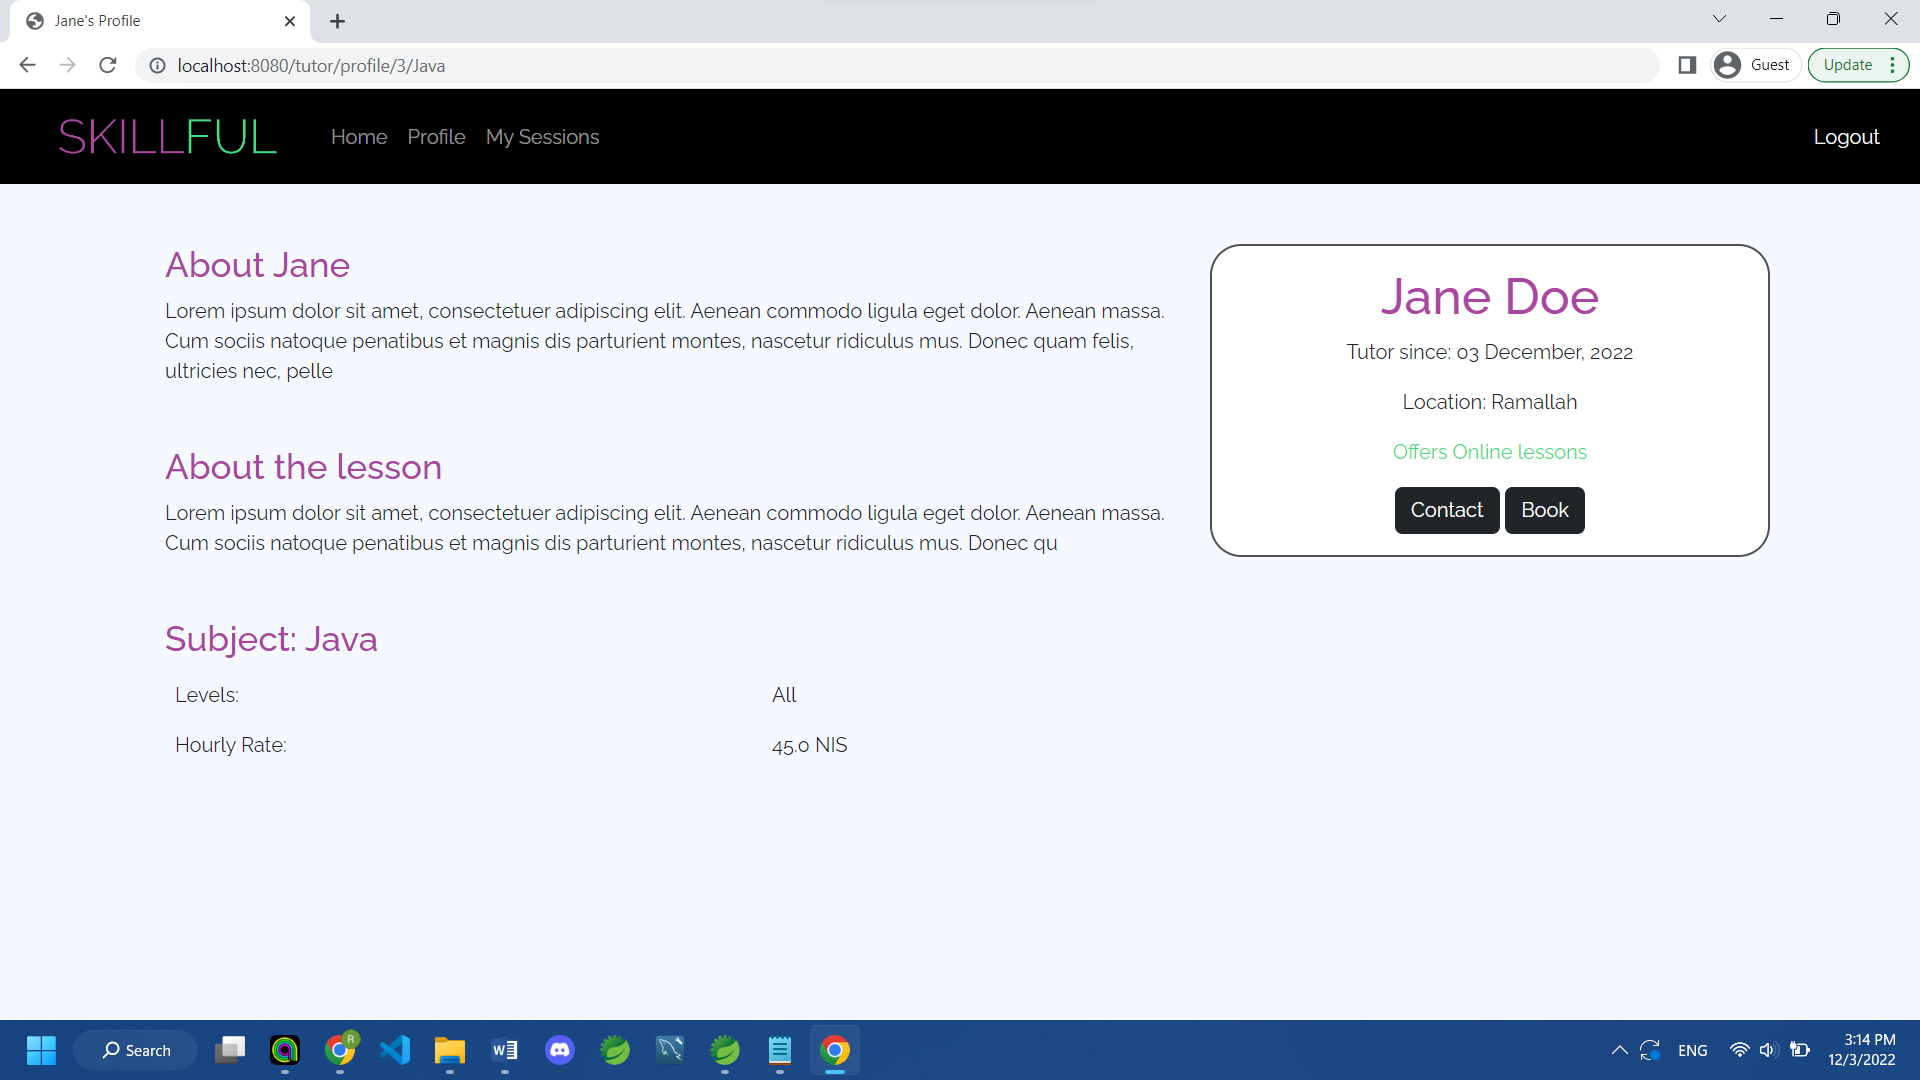 Jane's Profile
localhost:8080/tutor/profile/3/Java
Guest
Update
SKILLFUL
Home
Profile
My Sessions
Logout
About Jane
Lorem ipsum dolor sit amet, consectetuer adipiscing elit. Aenean commodo ligula eget dolor. Aenean massa.
Cum sociis natoque penatibus et magnis dis parturient montes, nascetur ridiculus mus. Donec quam felis,
ultricies nec, pelle
About the lesson
Lorem ipsum dolor sit amet, consectetuer adipiscing elit. Aenean commodo ligula eget dolor. Aenean massa.
Cum sociis natoque penatibus et magnis dis parturient montes, nascetur ridiculus mus. Donec qu
Subject: Java
Levels: All
Hourly Rate: 45.0 NIS
Jane Doe
Tutor since: 03 December, 2022
Location: Ramallah
Offers Online lessons
Contact
Book
Search
R
W
ENG
3:14 PM
12/3/2022